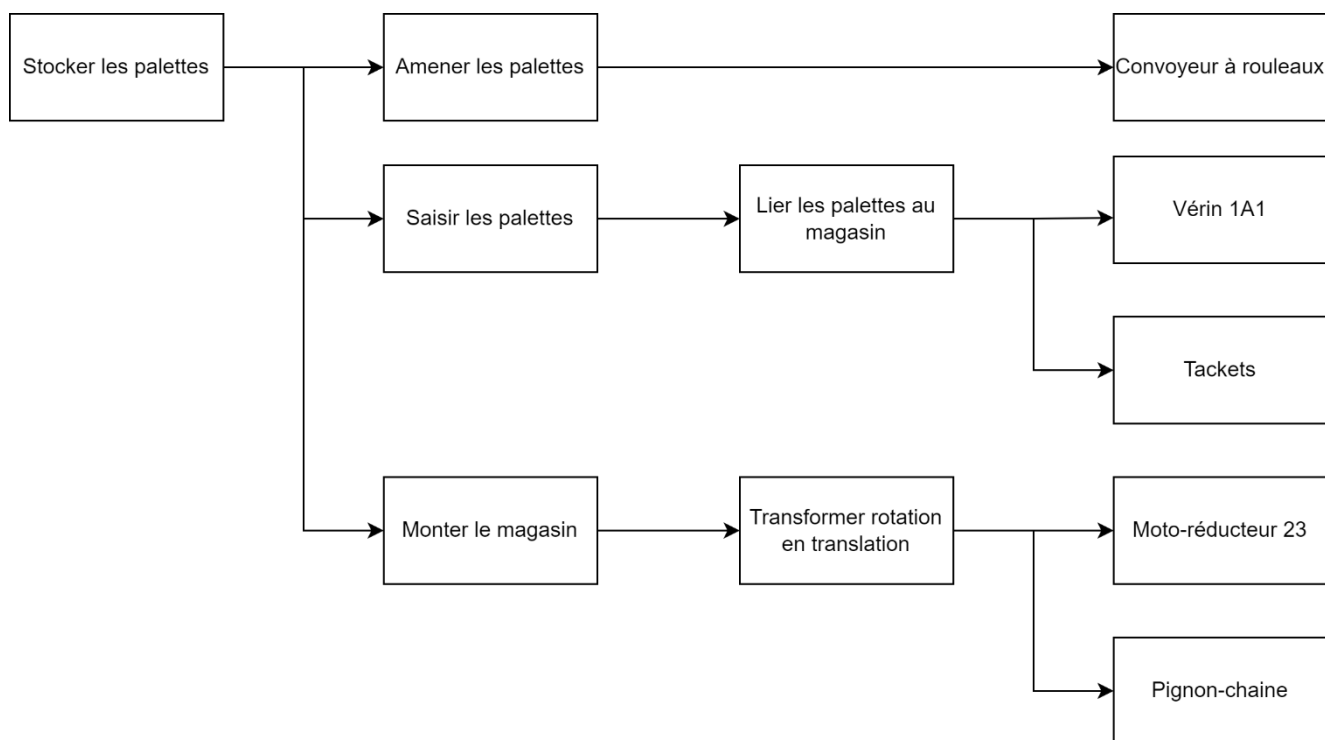 Stocker les palettes
Amener les palettes
Convoyeur à rouleaux
Saisir les palettes
Lier les palettes au
magasin
Vérin 1A1
Tackets
Monter le magasin
Transformer rotation
en translation
Moto-réducteur 23
Pignon-chaine